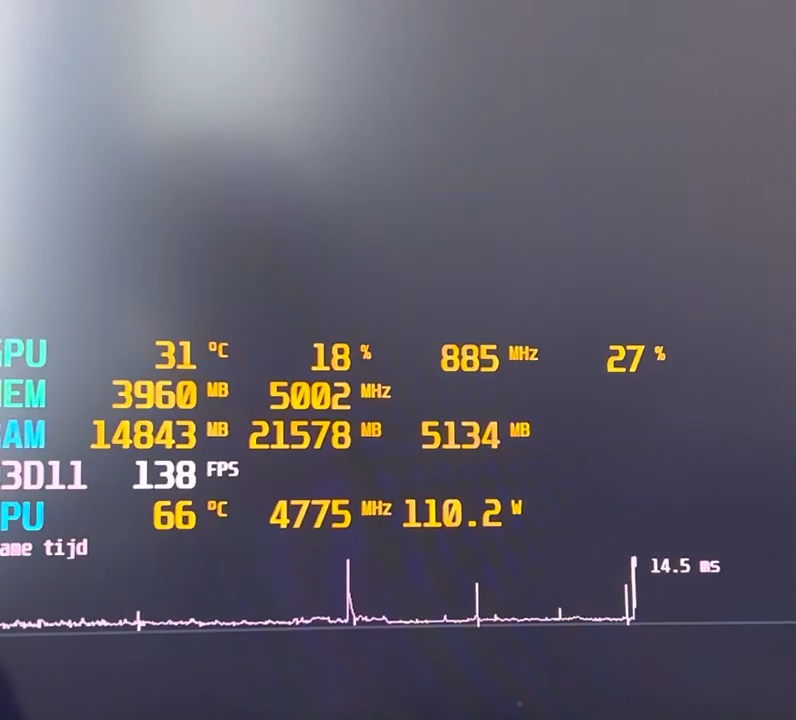 GPU 31 °C 18 % 885 MHz 27 %
MEM 3960 MB 5002 MHz
RAM 14843 MB 21578 MB 5134 MB
D3D11 138 FPS
CPU 66 °C 4775 MHz 110.2 W
ame tijd
14.5 ms